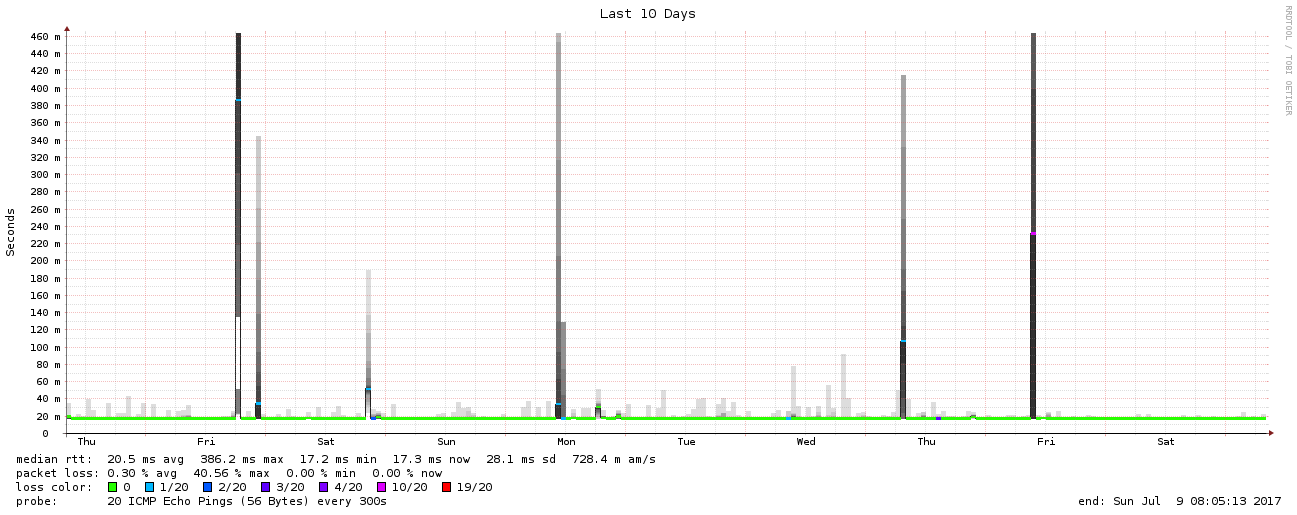 Last 10 Days
RRDTOOL / TOBI OETIKER
Seconds
460 m
440 m
420 m
400 m
380 m
360 m
340 m
320 m
300 m
280 m
260 m
240 m
220 m
200 m
180 m
160 m
140 m
120 m
100 m
80 m
60 m
40 m
20 m
0
Thu Fri Sat Sun Mon Tue Wed Thu Fri Sat
median rtt: 20.5 ms avg 386.2 ms max 17.2 ms min 17.3 ms now 28.1 ms sd 728.4 m am/s
packet loss: 0.30 % avg 40.56 % max 0.00 % min 0.00 % now
loss color: 0 1/20 2/20 3/20 4/20 10/20 19/20
probe: 20 ICMP Echo Pings (56 Bytes) every 300s end: Sun Jul 9 08:05:13 2017